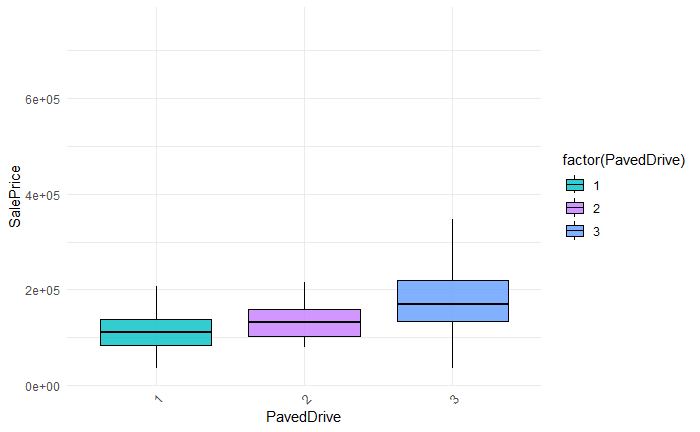 SalePrice
6e+05
4e+05
2e+05
0e+00
1
2
3
PavedDrive
factor(PavedDrive)
1
2
3